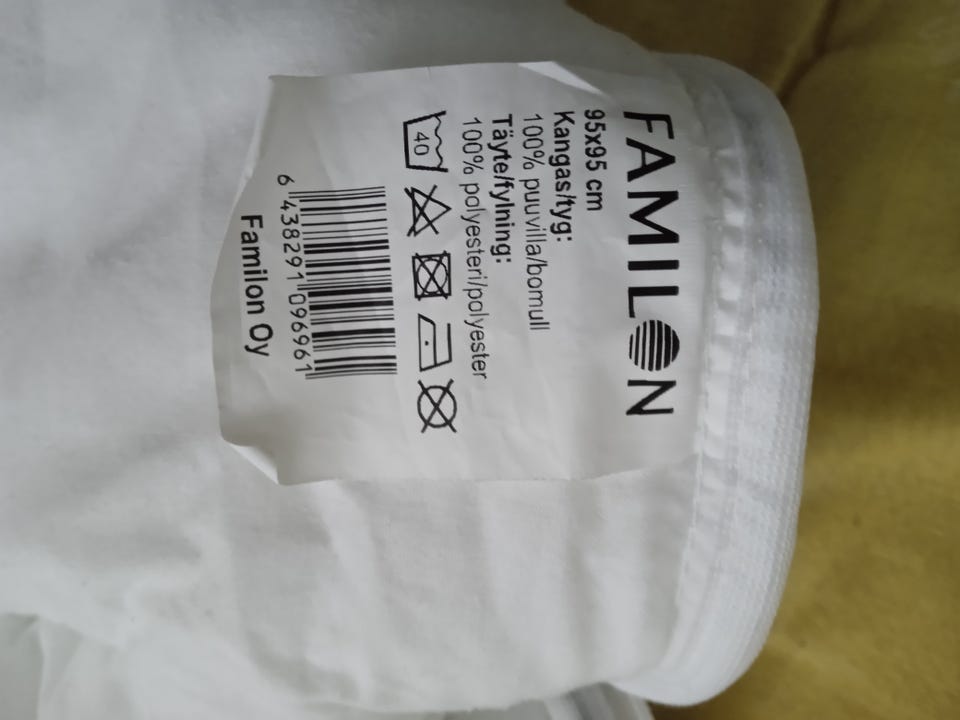 FAMILON
95x95 cm
Kangas/tyg:
100% puuvilla/bomull
Täyte/fyllning:
100% polyesteri/polyester
40
6 438291 096961
Familon Oy